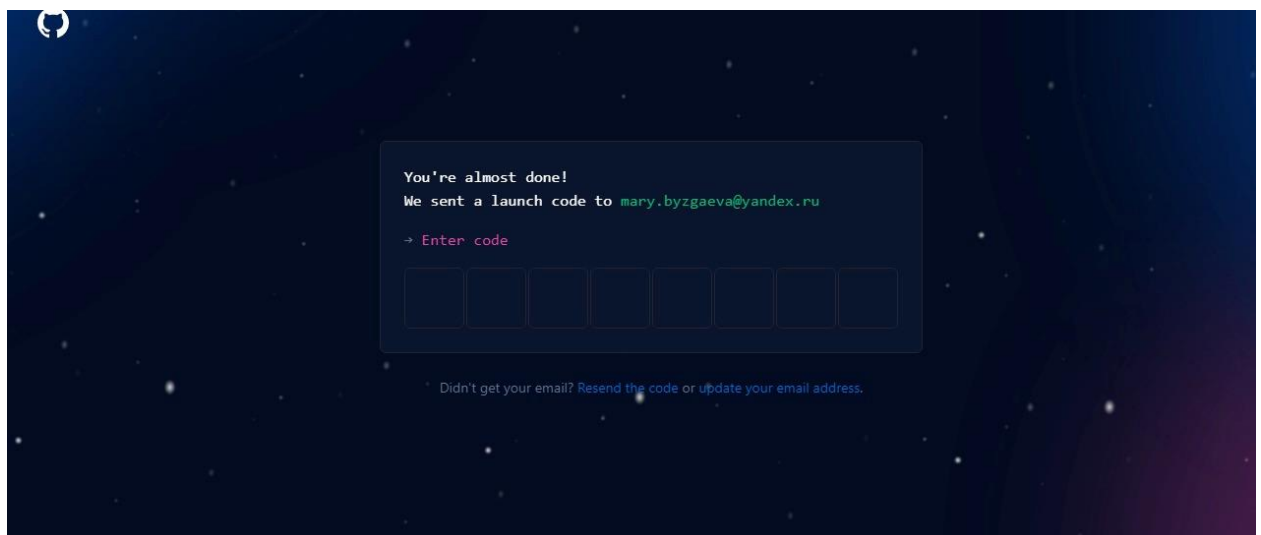 You're almost done!
We sent a launch code to mary.byzgaeva@yandex.ru
→ Enter code
Didn't get your email? Resend the code or update your email address.